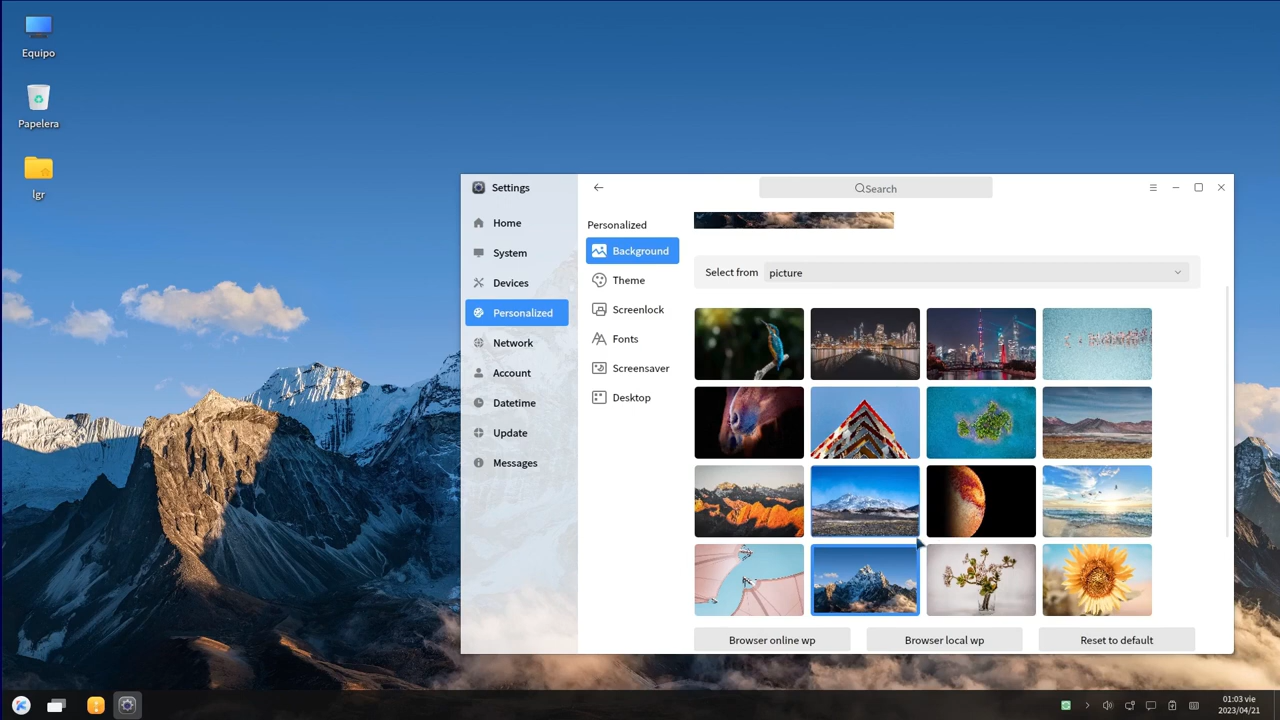 Equipo
Papelera
lgr
Settings
Search
Home
System
Devices
Personalized
Network
Account
Datetime
Update
Messages
Personalized
Background
Theme
Screenlock
Fonts
Screensaver
Desktop
Select from
picture
Browser online wp
Browser local wp
Reset to default
01:03 vie
2023/04/21